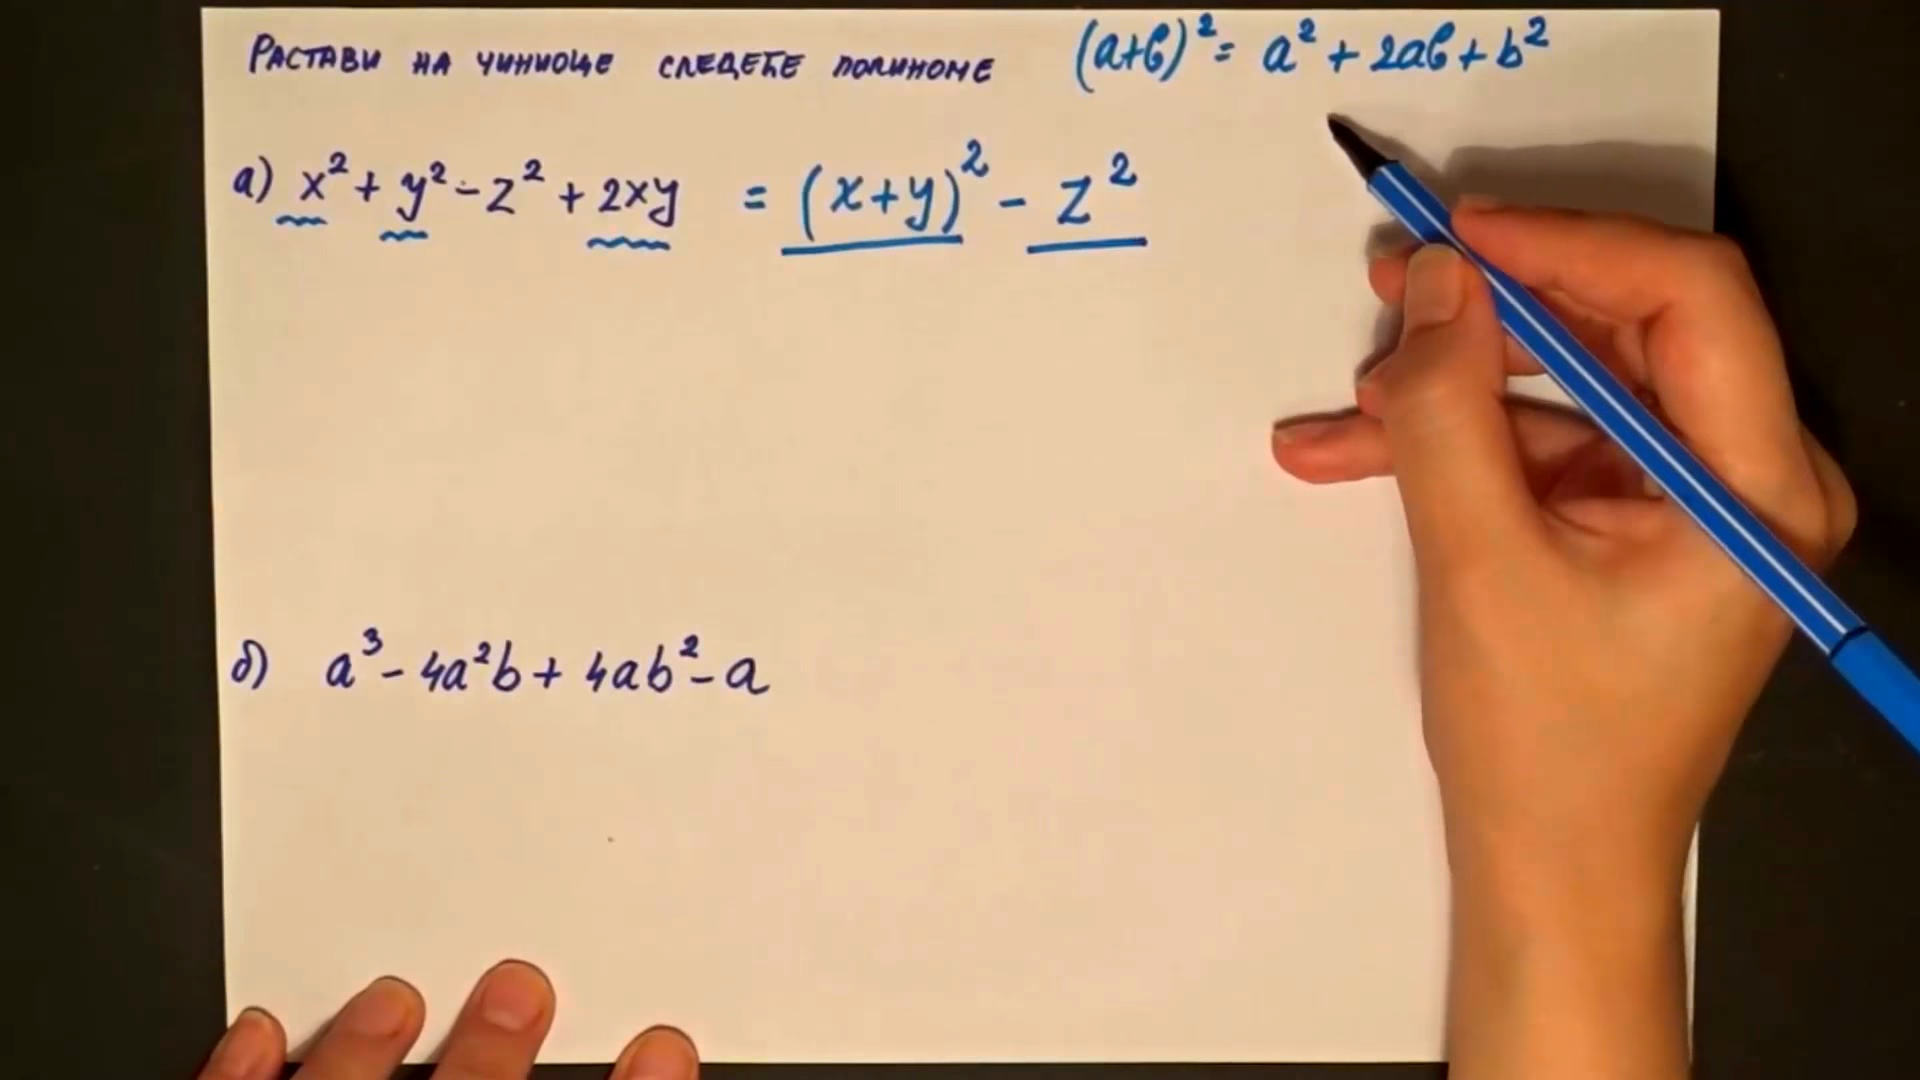 Растави на чиниоце следеће полиноме (a+b)² = a² + 2ab + b²
а) x² + y² - z² + 2xy = (x+y)² - z²
б) a³ - 4a²b + 4ab² - a